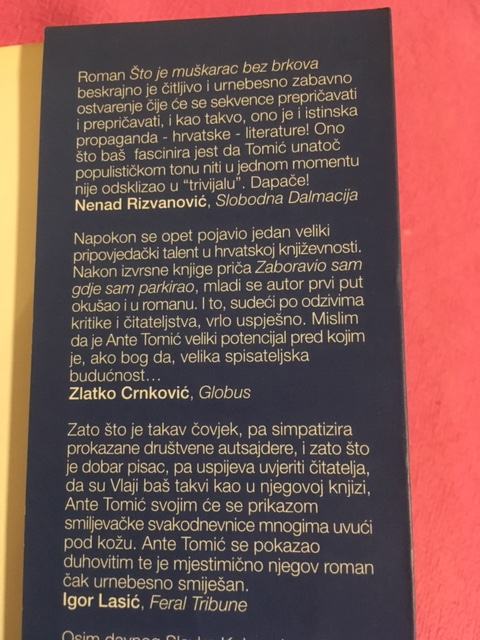 Roman Što je muškarac bez brkova
beskrajno je čitljivo i urnebesno zabavno
ostvarenje čije će se sekvence prepričavati
i prepričavati, i kao takvo, ono je i istinska
propaganda - hrvatske - literature! Ono
što baš fascinira jest da Tomić unatoč
populističkom tonu niti u jednom momentu
nije odsklizao u "trivijalu". Dapače!
Nenad Rizvanović, Slobodna Dalmacija
Napokon se opet pojavio jedan veliki
pripovjedački talent u hrvatskoj književnosti.
Nakon izvrsne knjige priča Zaboravio sam
gdje sam parkirao, mladi se autor prvi put
okušao i u romanu. I to, sudeći po odzivima
kritike i čitateljstva, vrlo uspješno. Mislim
da je Ante Tomić veliki potencijal pred kojim
je, ako bog da, velika spisateljska
budućnost...
Zlatko Crnković, Globus
Zato što je takav čovjek, pa simpatizira
prokazane društvene autsajdere, i zato što
je dobar pisac, pa uspijeva uvjeriti čitatelja,
da su Vlaji baš takvi kao u njegovoj knjizi,
Ante Tomić svojim će se prikazom
smiljevačke svakodnevnice mnogima uvući
pod kožu. Ante Tomić se pokazao
duhovitim te je mjestimično njegov roman
čak urnebesno smiješan.
Igor Lasić, Feral Tribune
Osim davnog